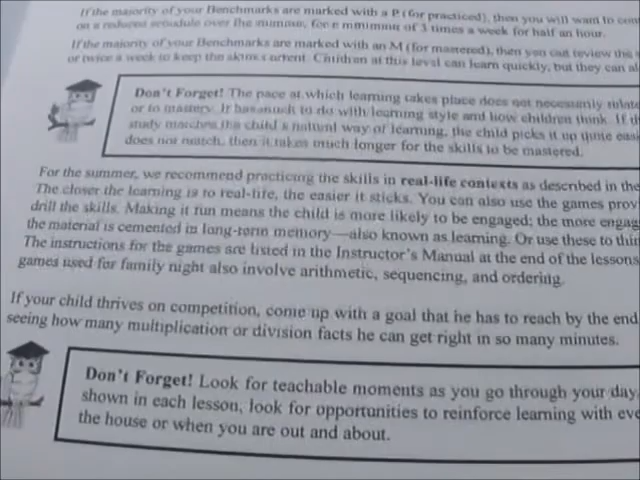 If the majority of your Benchmarks are marked with a P (for practiced), then you will want to
on a reduced schedule over the summer, for a minimum of 3 times a week for half an hour.
If the majority of your Benchmarks are marked with an M (for mastered), then you can review the
or twice a week to keep the skills current. Children at this level can learn quickly, but they can
Don't Forget! The pace at which learning takes place does not necessarily
or to mastery. It has much to do with learning style and how children think. If
study matches the child's natural way of learning, the child picks it up quite
does not match, then it takes much longer for the skills to be mastered.
For the summer, we recommend practicing the skills in real-life contexts as described in the
The closer the learning is to real-life, the easier it sticks. You can also use the games
drill the skills. Making it fun means the child is more likely to be engaged; the more
the material is cemented in long-term memory—also known as learning. Or use these to
The instructions for the games are listed in the Instructor's Manual at the end of the lessons
games used for family night also involve arithmetic, sequencing, and ordering.
If your child thrives on competition, come up with a goal that he has to reach by the end
seeing how many multiplication or division facts he can get right in so many minutes.
Don't Forget! Look for teachable moments as you go through your day.
shown in each lesson, look for opportunities to reinforce learning with
the house or when you are out and about.